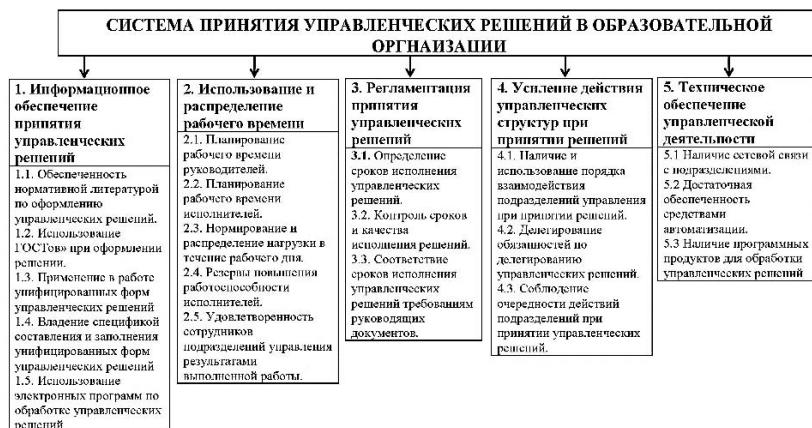 СИСТЕМА ПРИНЯТИЯ УПРАВЛЕНЧЕСКИХ РЕШЕНИЙ В ОБРАЗОВАТЕЛЬНОЙ
ОРГНАИЗАЦИИ
1. Информационное
обеспечение
принятия
управленческих
решений
1.1. Обеспеченность
нормативной литературой
по оформлению
управленческих решений.
1.2. Использование
ГОСТов» при оформлении
решении.
1.3. Применение в работе
унифицированных форм
управленческих решений
1.4. Владение спецификой
составления и заполнения
унифицированных форм
управленческих решений
1.5. Использование
электронных программ по
обработке управленческих
решений
2. Использование и
распределение
рабочего времени
2.1. Планирование
рабочего времени
руководителей.
2.2. Планирование
рабочего времени
исполнителей.
2.3. Нормирование и
распределение нагрузки в
течение рабочего дня.
2.4. Резервы повышения
работоспособности
исполнителей.
2.5. Удовлетворенность
сотрудников
подразделений управления
результатами
выполненной работы.
3. Регламентация
принятия
управленческих
решений
3.1. Определение
сроков исполнения
управленческих
решений.
3.2. Контроль сроков
и качества
исполнения решений.
3.3. Соответствие
сроков исполнения
управленческих
решений требованиям
руководящих
документов.
4. Усиление действия
управленческих
структур при
принятии решений
4.1. Наличие и
использование порядка
взаимодействия
подразделений управления
при принятии решений.
4.2. Делегирование
обязанностей по
делегированию
управленческих решений.
4.3. Соблюдение
очередности действий
подразделений при
принятии управленческих
решений.
5. Техническое
обеспечение
управленческой
деятельности
5.1 Наличие сетевой связи
с подразделениями.
5.2 Достаточная
обеспеченность
средствами
автоматизации.
5.3 Наличие программных
продуктов для обработки
управленческих решений